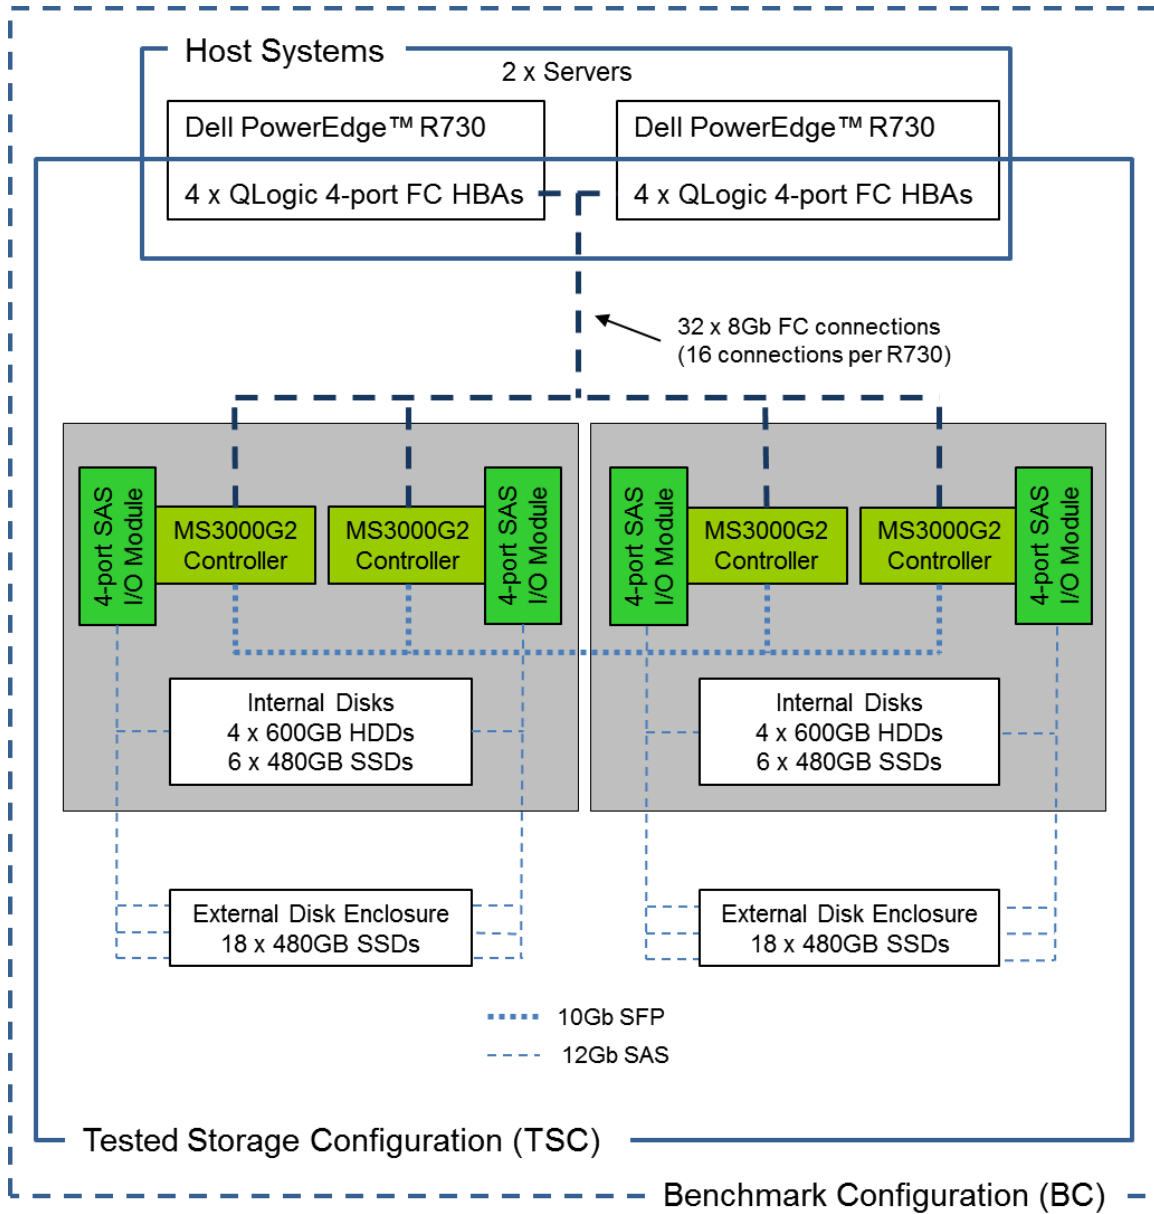 Host Systems
2 x Servers
Dell PowerEdge™ R730
4 x QLogic 4-port FC HBAs
Dell PowerEdge™ R730
4 x QLogic 4-port FC HBAs
32 x 8Gb FC connections
(16 connections per R730)
4-port SAS
I/O Module
MS3000G2
Controller
MS3000G2
Controller
4-port SAS
I/O Module
4-port SAS
I/O Module
MS3000G2
Controller
MS3000G2
Controller
4-port SAS
I/O Module
Internal Disks
4 x 600GB HDDs
6 x 480GB SSDs
Internal Disks
4 x 600GB HDDs
6 x 480GB SSDs
External Disk Enclosure
18 x 480GB SSDs
External Disk Enclosure
18 x 480GB SSDs
10Gb SFP
12Gb SAS
Tested Storage Configuration (TSC)
Benchmark Configuration (BC)